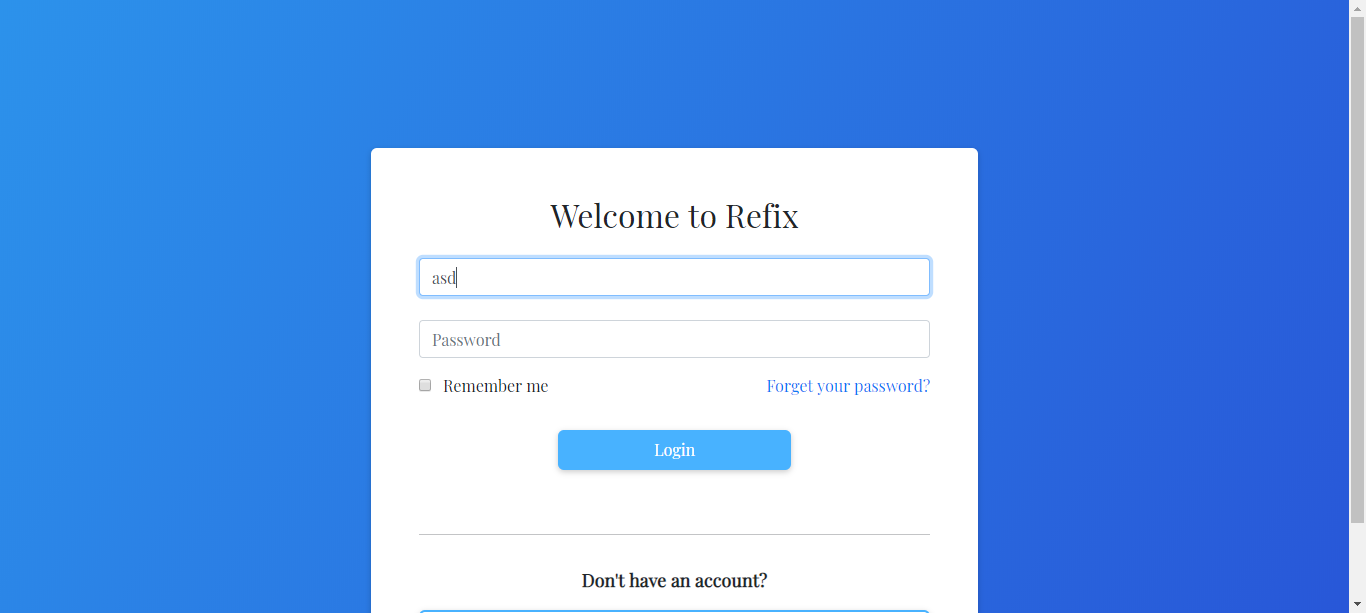 Welcome to Refix
asd
Password
Remember me
Forget your password?
Login
Don't have an account?